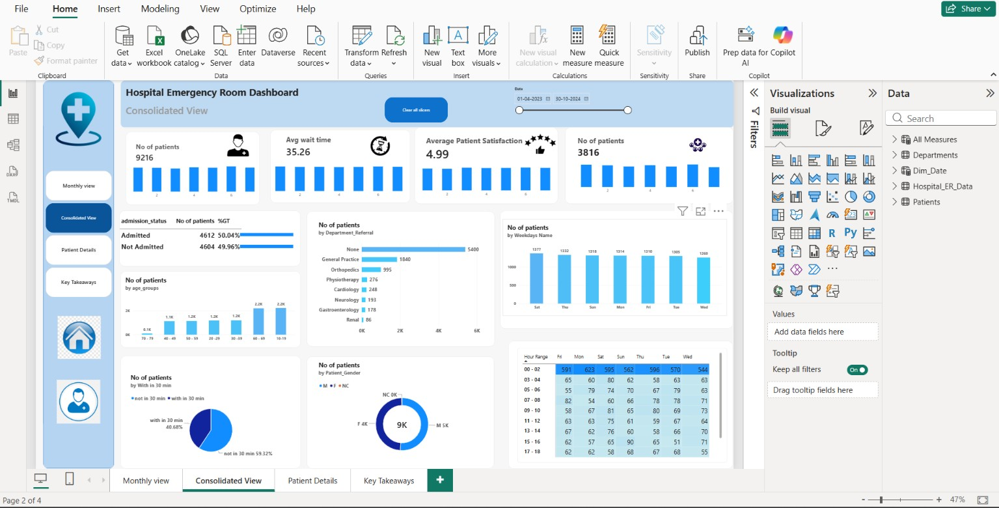 File Home Insert Modeling View Optimize Help
Share
Paste
Cut
Copy
Format painter
Clipboard
Get data
Excel workbook
OneLake catalog
SQL Server
Enter data
Dataverse
Recent sources
Data
Transform data
Refresh
Queries
New visual
Text box
More visuals
Insert
New visual calculation
New measure
Quick measure
Calculations
Sensitivity
Sensitivity
Publish
Share
Prep data for AI
Copilot
Copilot
DAX
TMDL
Hospital Emergency Room Dashboard
Consolidated View
Clear all slicers
Date
01-04-2023 30-10-2024
Monthly view
Consolidated View
Patient Details
Key Takeaways
No of patients
9216
2 4 6
Avg wait time
35.26
2 4 6
Average Patient Satisfaction
4.99
2 4 6
No of patients
3816
2 4 6
admission_status No of patients %GT
Admitted 4612 50.04%
Not Admitted 4604 49.96%
No of patients
by age_groups
2K
0K
0.1K 1.1K 1.2K 1.2K 1.2K 2.2K 2.2K
70 - 79 40 - 49 50 - 59 20 -29 30 -39 60 - 69 10-19
No of patients
by Department_Referral
None 5400
General Practice 1840
Orthopedics 995
Physiotherapy 276
Cardiology 248
Neurology 193
Gastroenterology 178
Renal 86
0K 2K 4K 6K
No of patients
by Weekdays Name
1000
500
0
1377 1332 1318 1314 1310 1305 1260
Sat Thu Sun Mon Fri Tue Wed
No of patients
by With in 30 min
not in 30 min with in 30 min
with in 30 min
40.68%
not in 30 min 59.32%
No of patients
by Patient_Gender
M F NC
NC 0K
F 4K
9K
M 5K
Hour Range Fri Mon Sat Sun Thu Tue Wed
00 - 02 591 623 595 562 596 570 544
03 - 04 65 60 80 62 58 63 63
05 - 06 55 79 74 70 67 79 63
07 - 08 82 54 60 66 78 78 71
09 - 10 58 67 81 65 80 69 73
11 - 12 63 63 75 61 59 67 64
13 - 14 67 62 76 60 58 66 70
15 - 16 62 57 65 90 65 51 71
17 - 18 62 62 58 68 67 68 55
Filters
Visualizations
Build visual
R Py
123
Values
Add data fields here
Tooltip
Keep all filters On
Drag tooltip fields here
Data
Search
All Measures
Departments
Dim_Date
Hospital_ER_Data
Patients
Monthly view Consolidated View Patient Details Key Takeaways +
Page 2 of 4
- + 47%